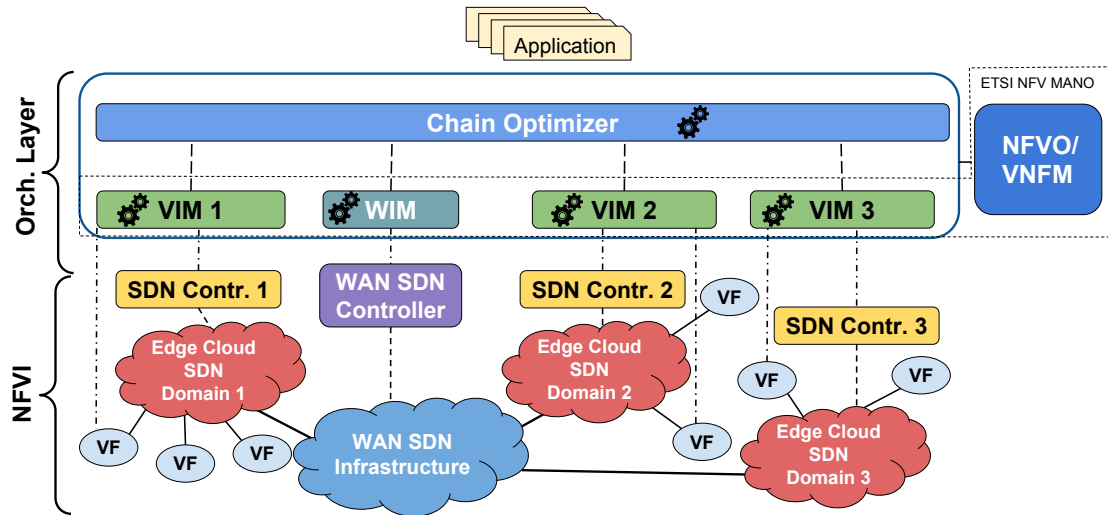 Application
ETSI NFV MANO
Orch. Layer
Chain Optimizer
NFVO/
VNFM
VIM 1
WIM
VIM 2
VIM 3
NFVI
SDN Contr. 1
WAN SDN
Controller
SDN Contr. 2
VF
SDN Contr. 3
Edge Cloud
SDN
Domain 1
Edge Cloud
SDN
Domain 2
VF
VF
VF
VF
VF
WAN SDN
Infrastructure
VF
Edge Cloud
SDN
Domain 3